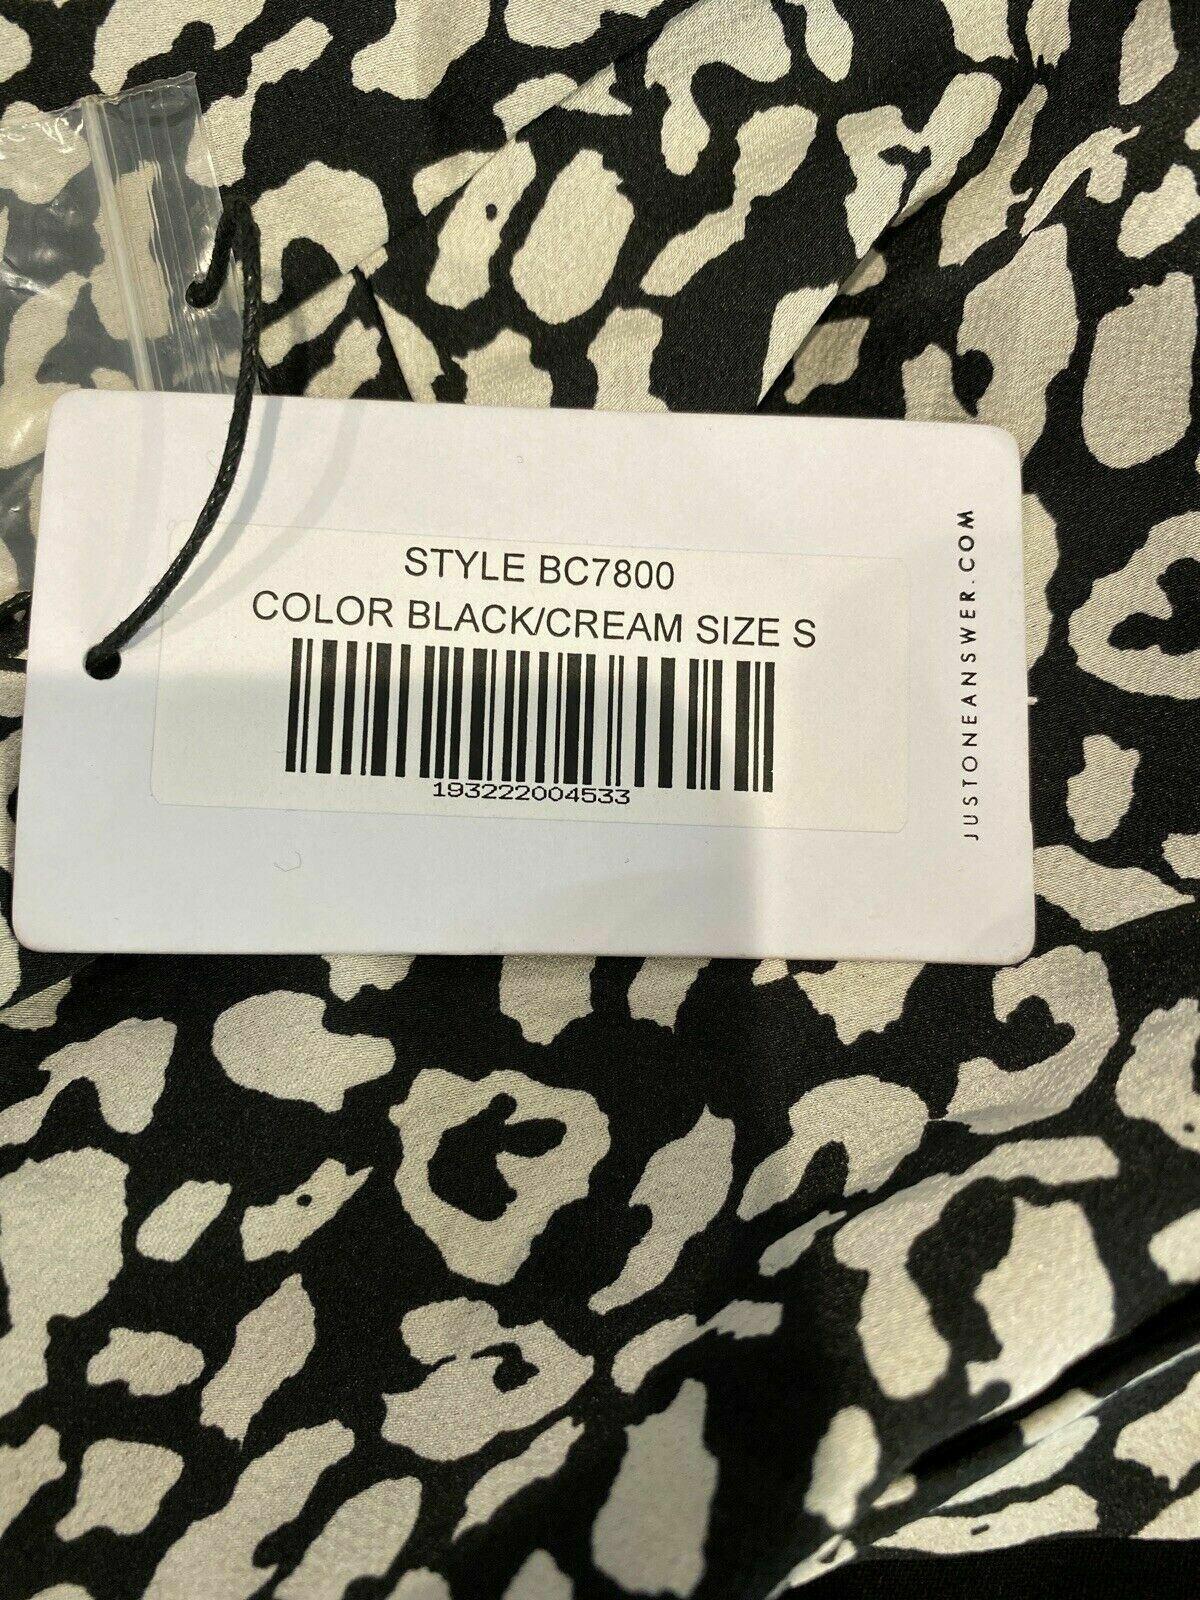 STYLE BC7800
COLOR BLACK/CREAM SIZE S
193222004533
JUSTONEANSWER.COM